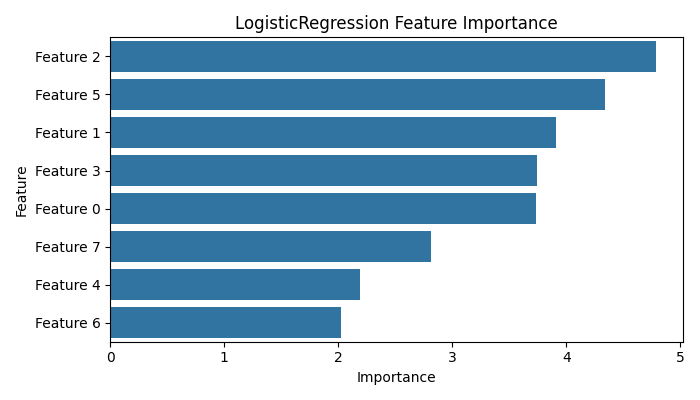 LogisticRegression Feature Importance
Feature
Feature 2
Feature 5
Feature 1
Feature 3
Feature 0
Feature 7
Feature 4
Feature 6
0 1 2 3 4 5
Importance